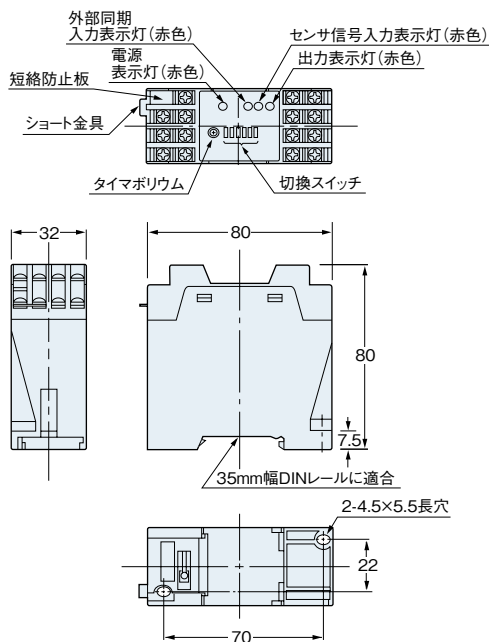 外部同期
入力表示灯(赤色)
電源
表示灯(赤色)
センサ信号入力表示灯(赤色)
出力表示灯(赤色)
短絡防止板
ショート金具
タイマボリウム
切換スイッチ
32
80
80
7.5
35mm幅DINレールに適合
2-4.5×5.5長穴
22
70